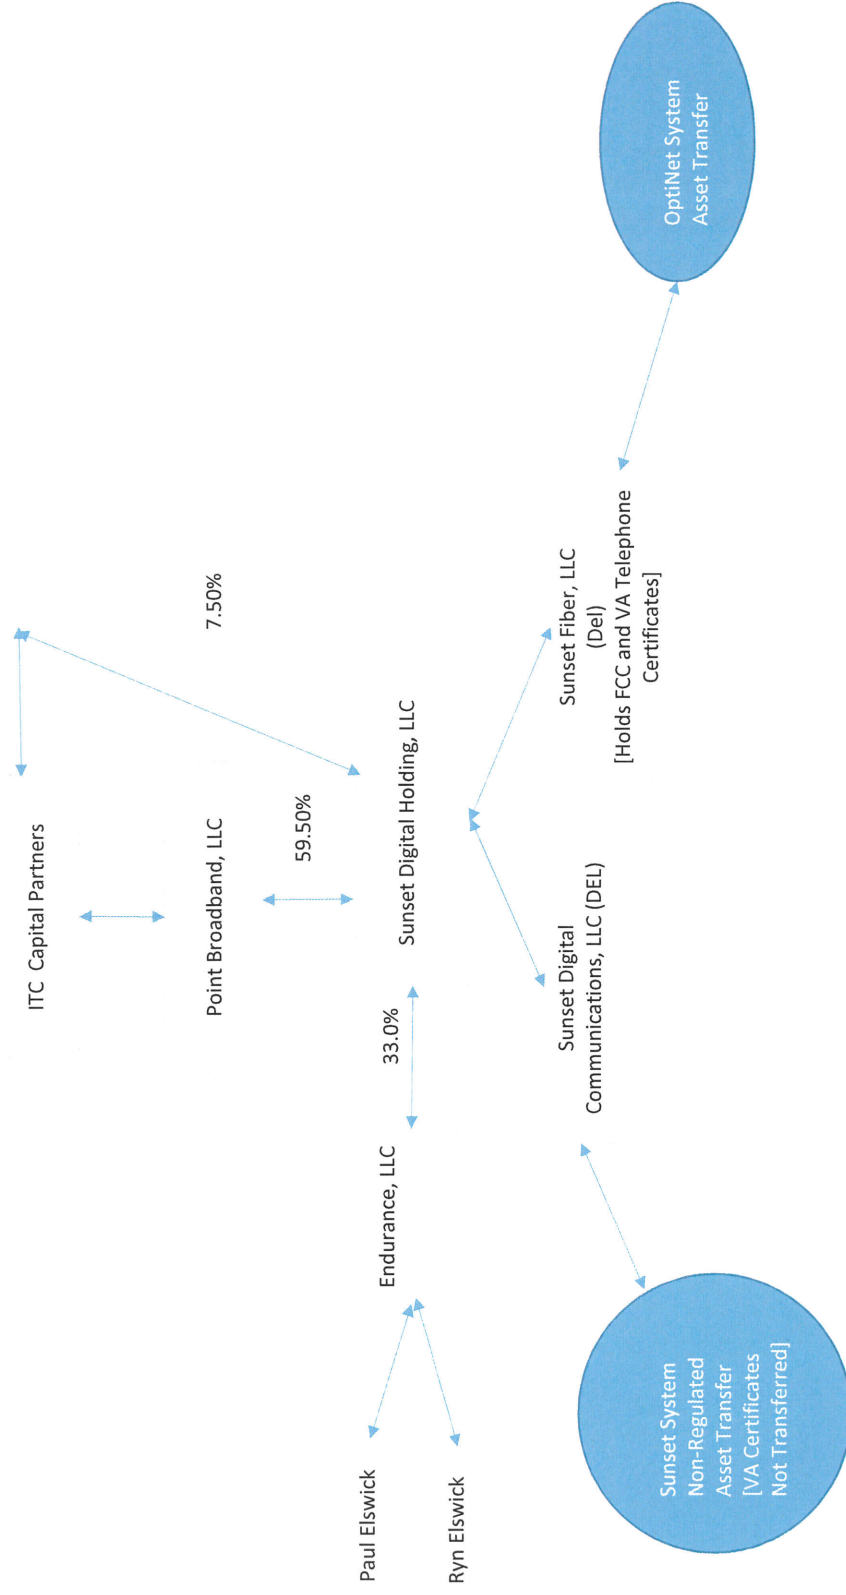 ITC  Capital Partners
7.50%
Point Broadband, LLC
59.50%
Paul Elswick
Ryn Elswick
Endurance, LLC
33.0%
Sunset Digital Holding, LLC
Sunset Digital
Communications, LLC (DEL)
Sunset Fiber, LLC
(Del)
[Holds FCC and VA Telephone
Certificates]
Sunset System
Non-Regulated
Asset Transfer
[VA Certificates
Not Transferred]
OptiNet System
Asset Transfer